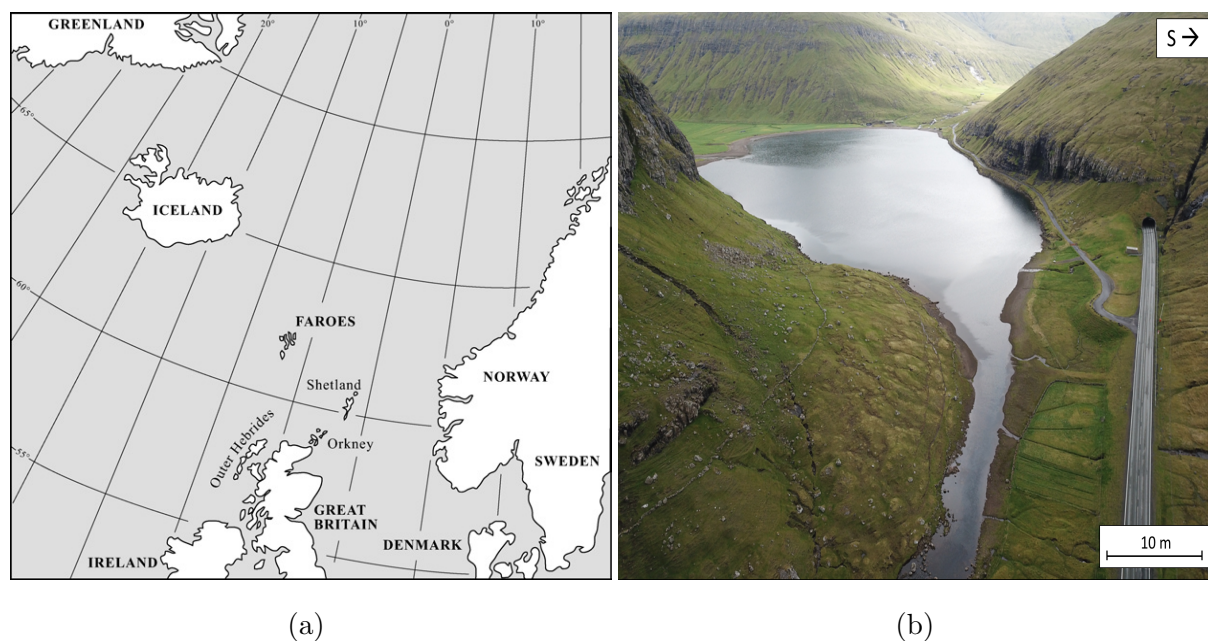 GREENLAND
20°
10°
0°
10°
65°
ICELAND
60°
FAROES
Shetland
NORWAY
Outer Hebrides
Orkney
55°
SWEDEN
GREAT
BRITAIN
DENMARK
IRELAND
S →
10 m
(a)
(b)